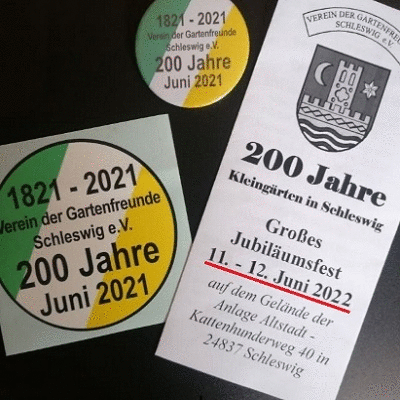 1821 - 2021
Verein der Gartenfreunde
Schleswig e.V.
200 Jahre
Juni 2021
1821 - 2021
Verein der Gartenfreunde
Schleswig e.V.
200 Jahre
Juni 2021
VEREIN DER GARTENFREUNDE
SCHLESWIG e.V.
200 Jahre
Kleingärten in Schleswig
Großes
Jubiläumsfest
11. - 12. Juni 2022
auf dem Gelände der
Anlage Altstadt -
Kattenhunderweg 40 in
24837 Schleswig